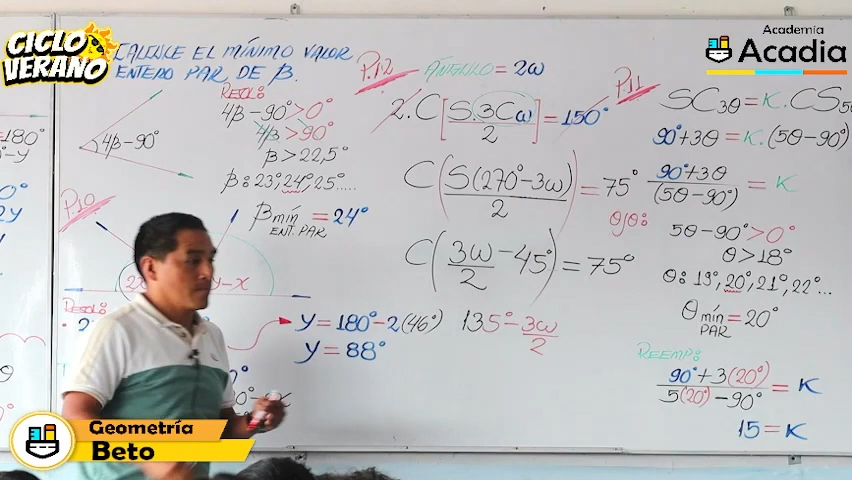 CICLO
VERANO
Academia
Acadia
CALCULE EL MÍNIMO VALOR
ENTERO PAR DE β.
RESOL:
4β-90°>0°
4β>90°
β>22,5°
β:23°,24°,25°.....
βmín=24°
ENT.PAR
4β-90°
=180°
P.10
y-x
RESOL:
y=180°-2(46°)
y=88°
P.12
ÁNGULO=2ω
2.C[S.3Cω/2]=150°
C(S(270°-3ω)/2)=75°
C(3ω-45°/2)=75°
135°-3ω/2
P.11
SC3θ=K.CS5θ
90°+3θ=K.(5θ-90°)
90°+3θ/(5θ-90°)=K
OJO:
5θ-90°>0°
θ>18°
θ:19°,20°,21°,22°...
θmín=20°
PAR
REEMP:
90°+3(20°)/5(20°)-90°=K
15=K
Geometría
Beto